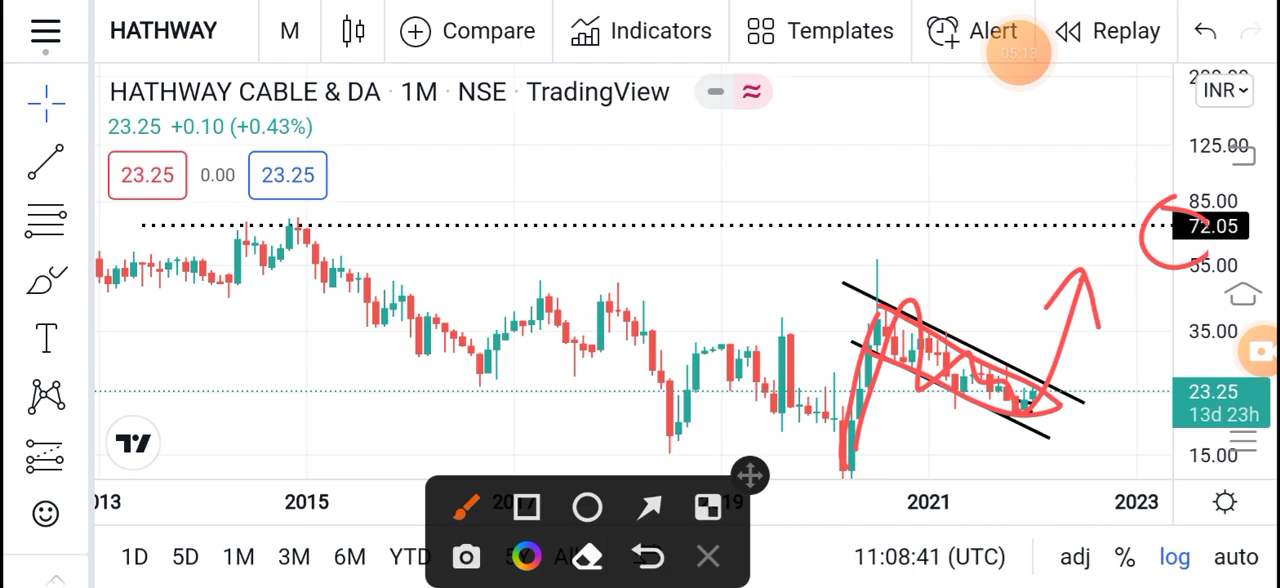 HATHWAY M Compare Indicators Templates Alert Replay
05:13
HATHWAY CABLE & DA · 1M · NSE · TradingView
INR
23.25 +0.10 (+0.43%)
125.00
23.25 0.00 23.25
85.00
72.05
55.00
35.00
23.25
13d 23h
15.00
2015 2017 2021 2023
1D 5D 1M 3M 6M YTD 11:08:41 (UTC) adj % log auto